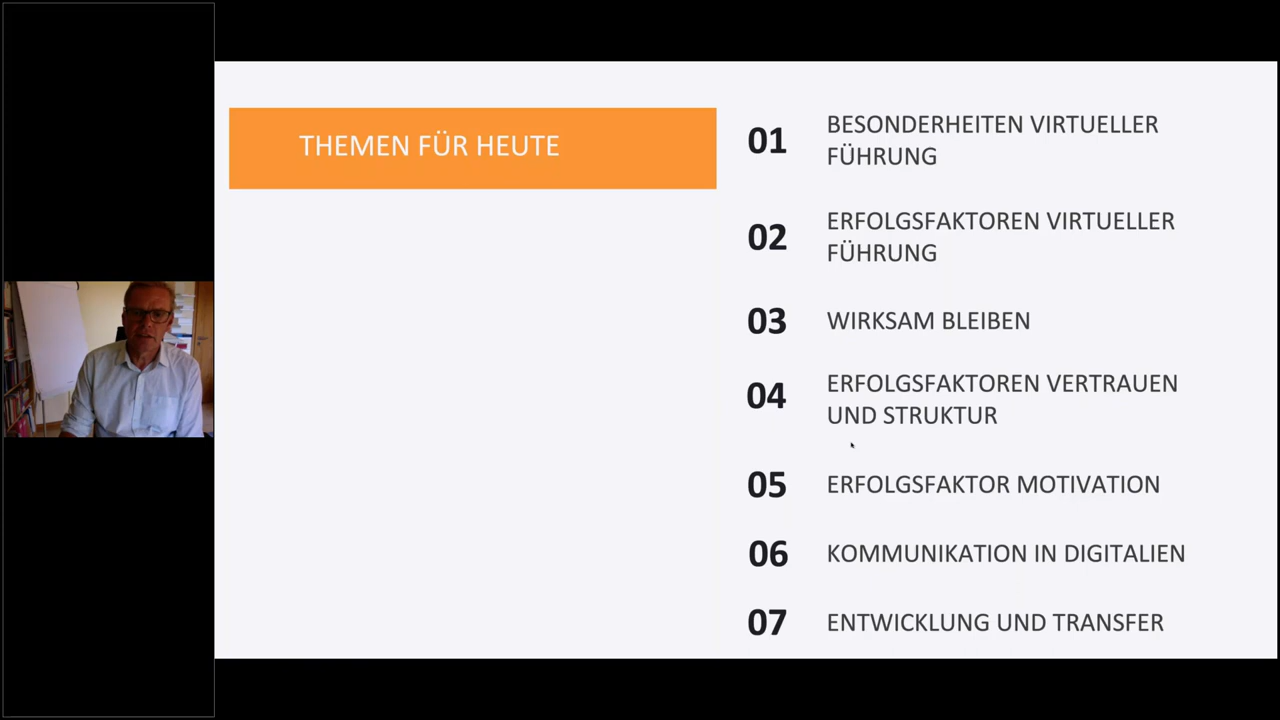 THEMEN FÜR HEUTE
01 BESONDERHEITEN VIRTUELLER
FÜHRUNG
02 ERFOLGSFAKTOREN VIRTUELLER
FÜHRUNG
03 WIRKSAM BLEIBEN
04 ERFOLGSFAKTOREN VERTRAUEN
UND STRUKTUR
05 ERFOLGSFAKTOR MOTIVATION
06 KOMMUNIKATION IN DIGITALIEN
07 ENTWICKLUNG UND TRANSFER